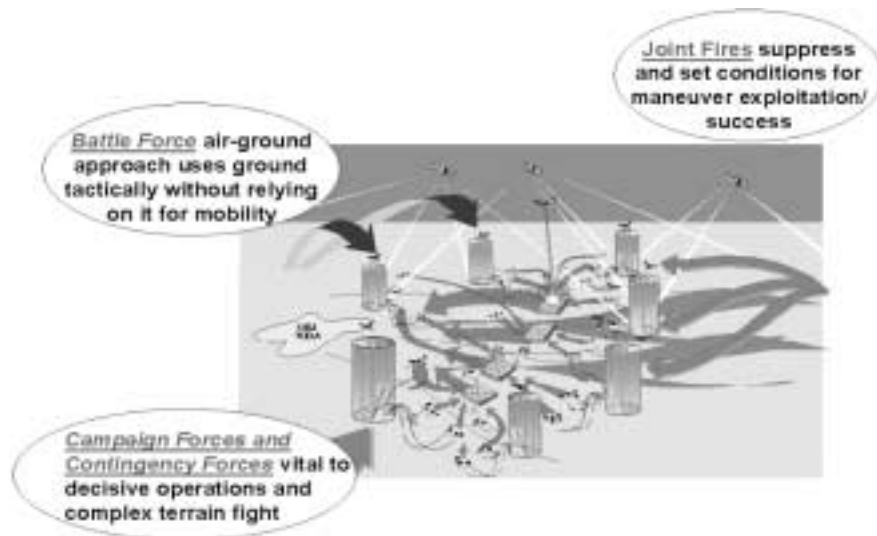 Joint Fires suppress
and set conditions for
maneuver exploitation/
success
Battle Force air-ground
approach uses ground
tactically without relying
on it for mobility
Campaign Forces and
Contingency Forces vital to
decisive operations and
complex terrain fight